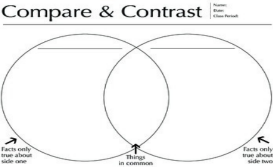 Compare & Contrast
Name:
Date:
Class Period:
Facts only
true about
side one
Things
in common
Facts only
true about
side two